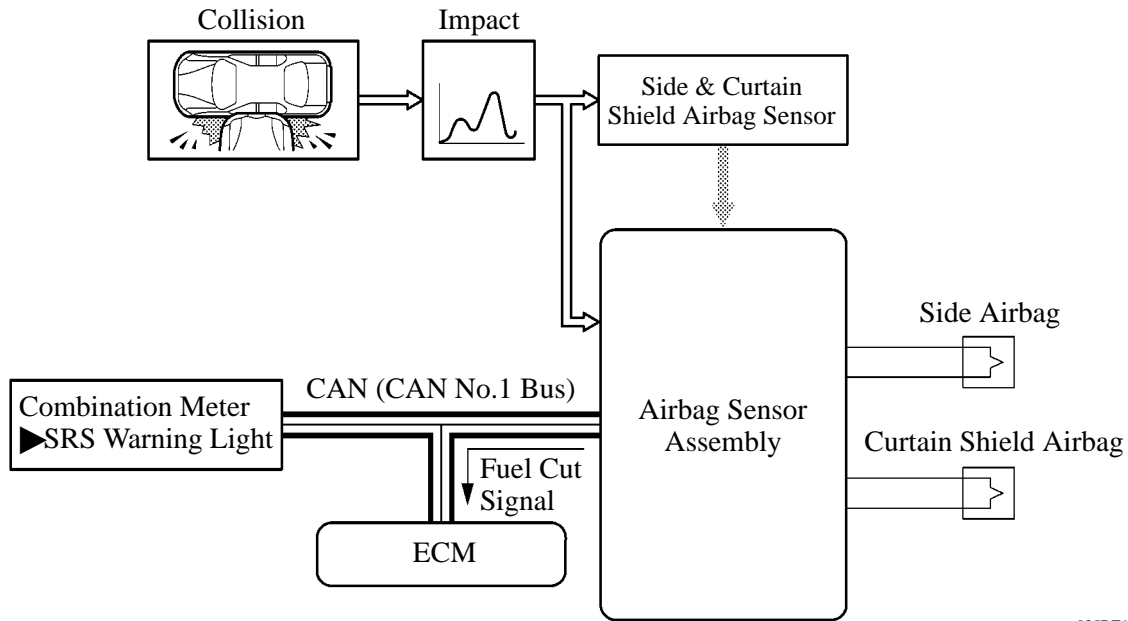 Collision
Impact
Side & Curtain
Shield Airbag Sensor
Side Airbag
CAN (CAN No.1 Bus)
Combination Meter
▶SRS Warning Light
Airbag Sensor
Assembly
Curtain Shield Airbag
Fuel Cut
Signal
ECM